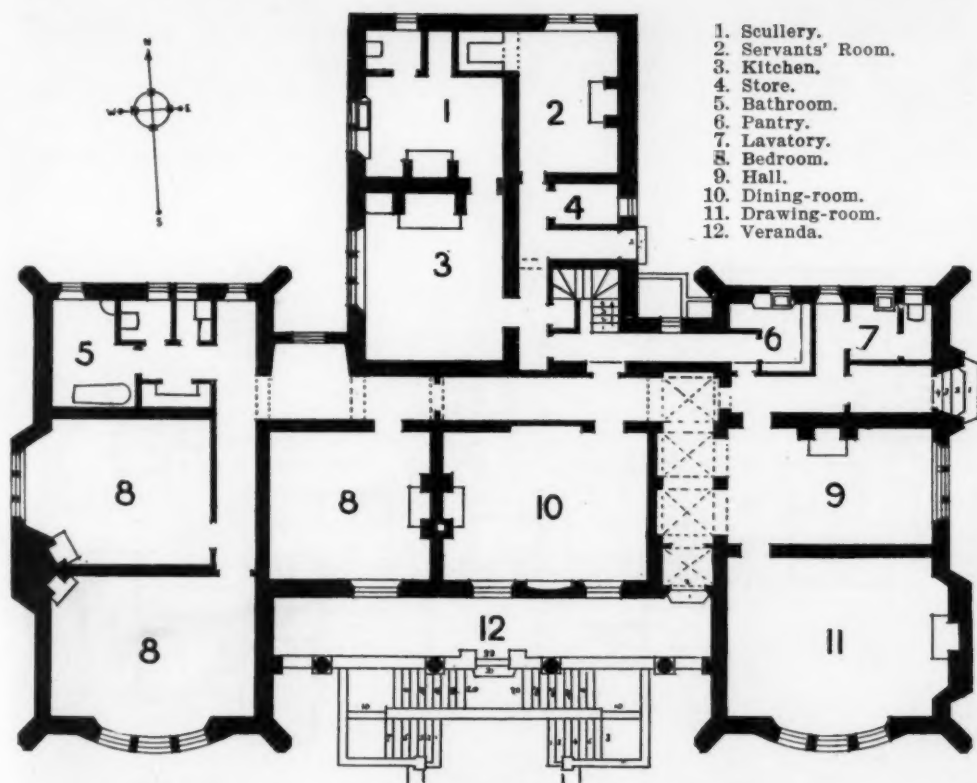 1. Scullery.
2. Servants' Room.
3. Kitchen.
4. Store.
5. Bathroom.
6. Pantry.
7. Lavatory.
8. Bedroom.
9. Hall.
10. Dining-room.
11. Drawing-room.
12. Veranda.
N
W
E
S
1
2
3
4
5
6
7
8
8
8
9
10
11
12